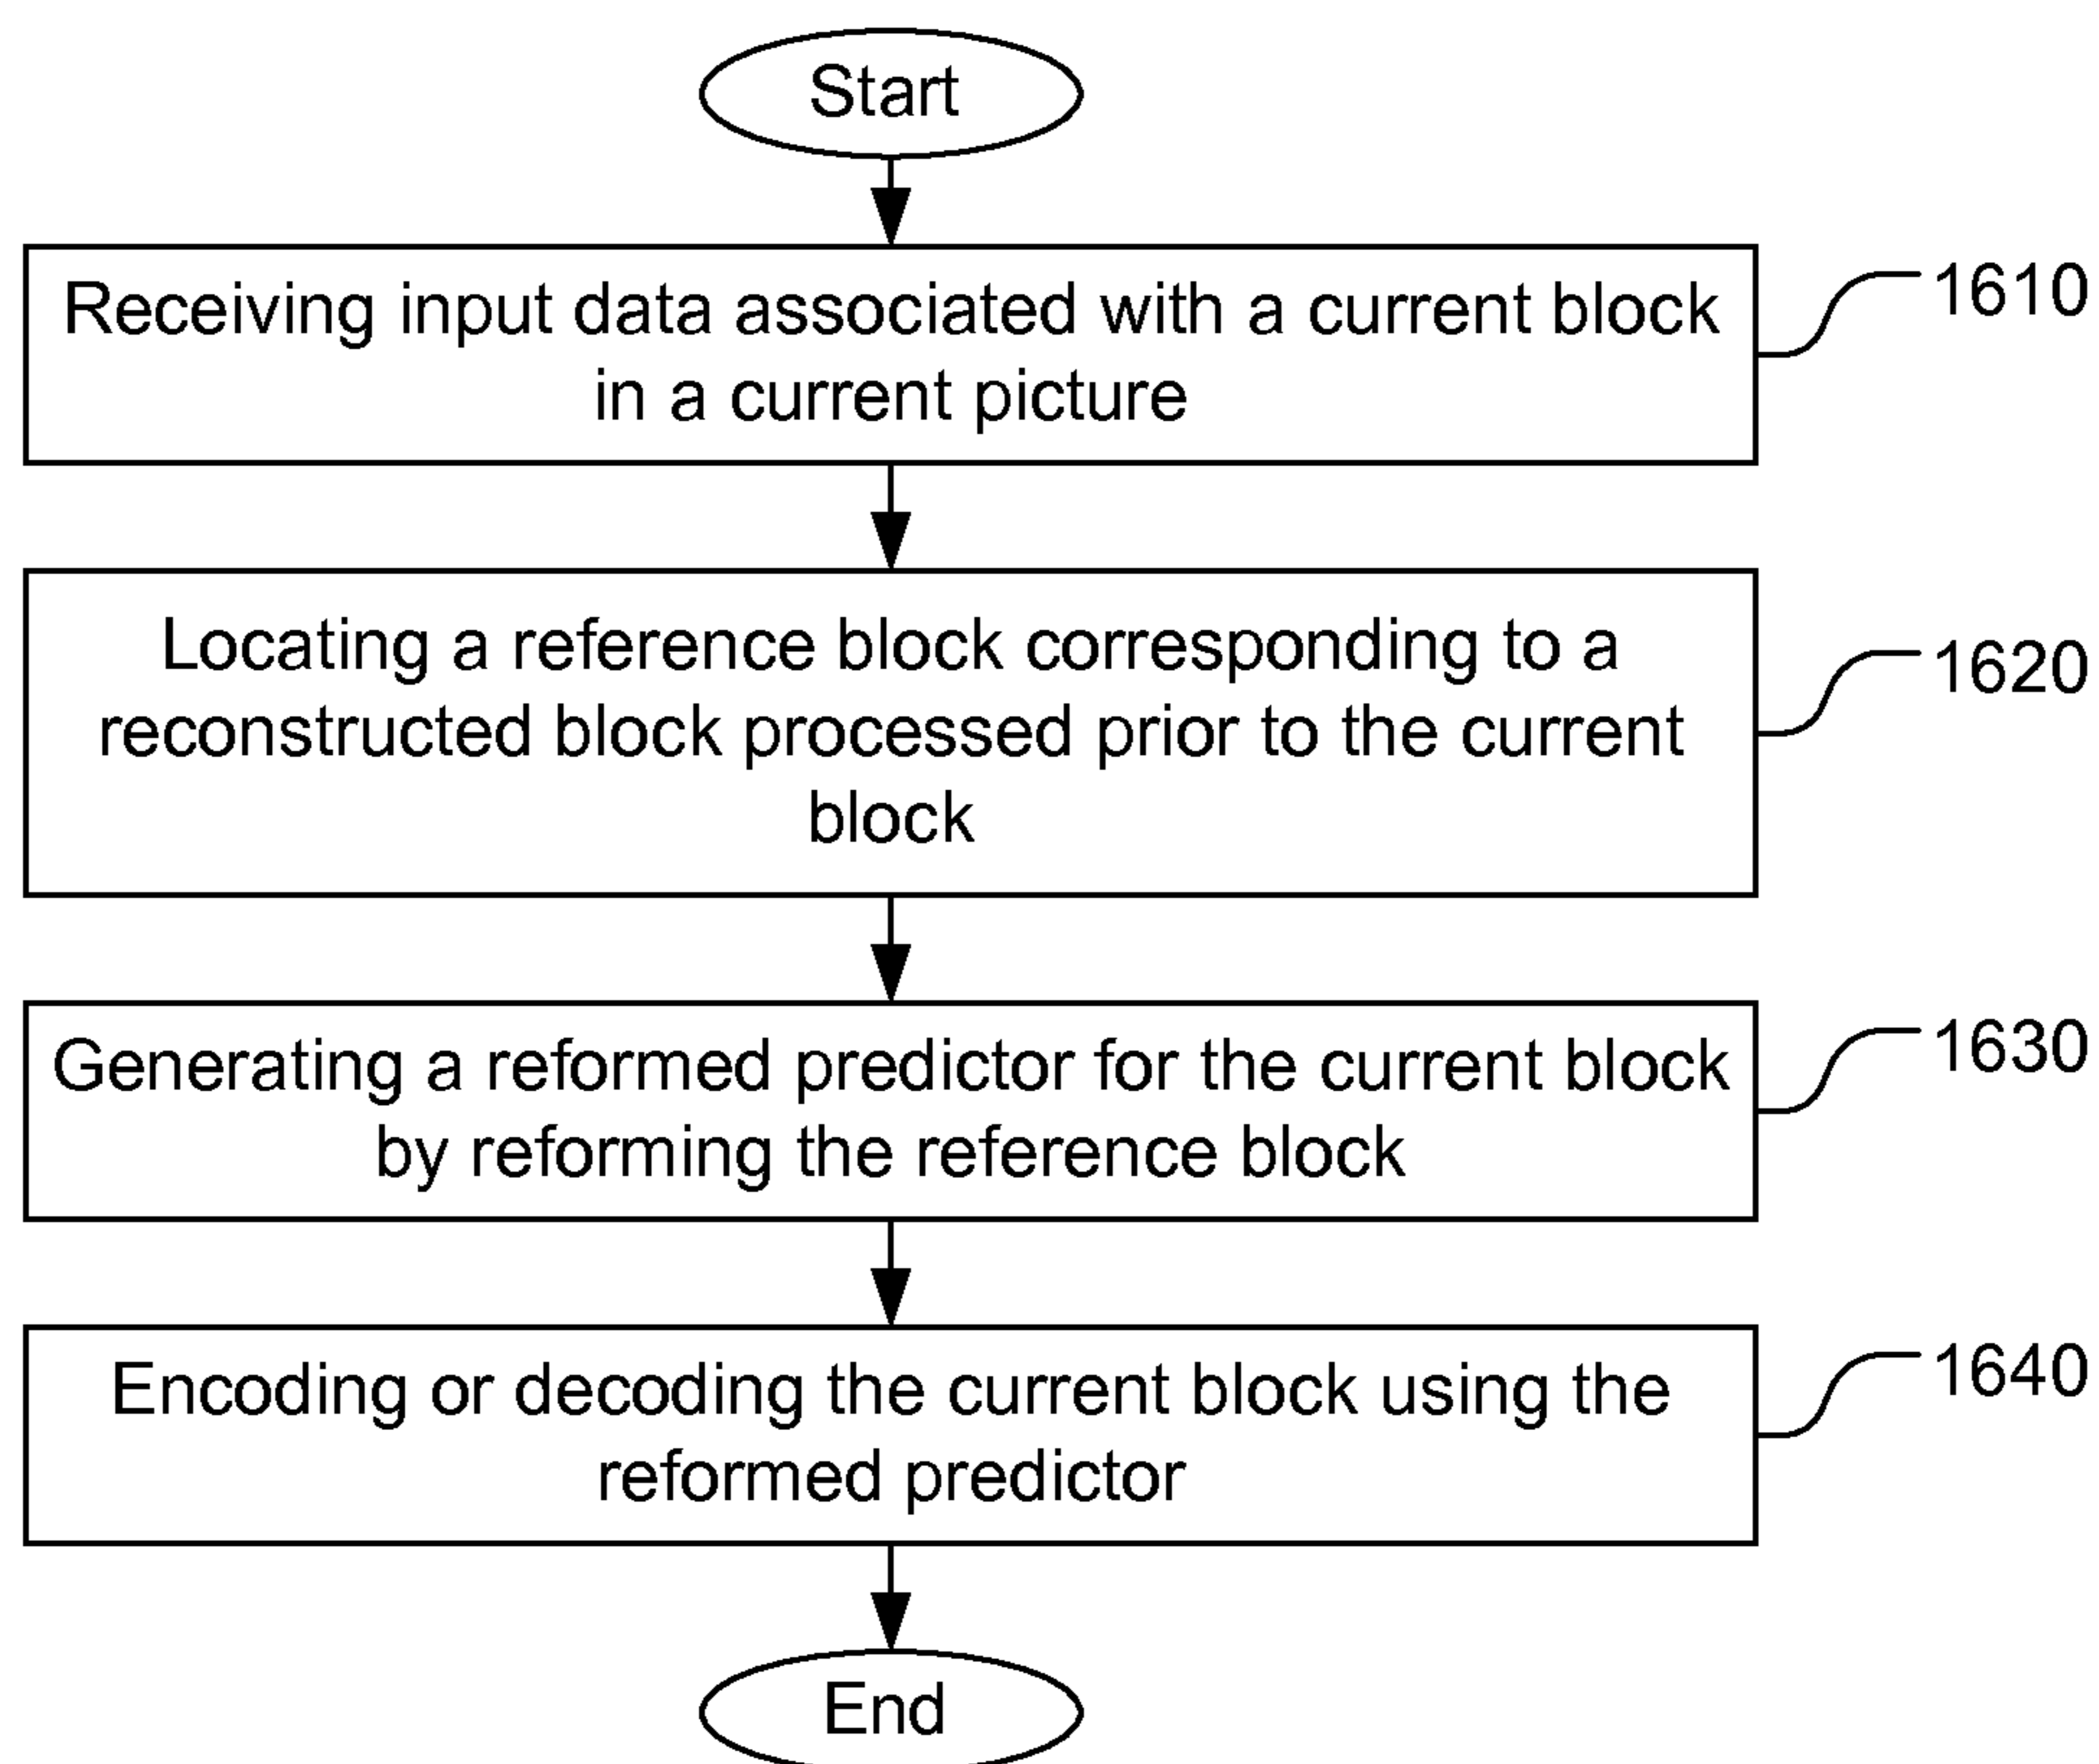 Start
Receiving input data associated with a current block
in a current picture
1610
Locating a reference block corresponding to a
reconstructed block processed prior to the current
block
1620
Generating a reformed predictor for the current block
by reforming the reference block
1630
Encoding or decoding the current block using the
reformed predictor
1640
End